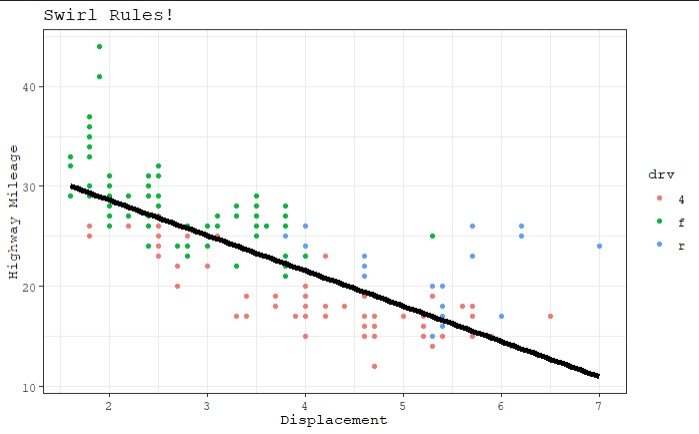 Swirl Rules!
Highway Mileage
40
30
20
10
2 3 4 5 6 7
Displacement
drv
4
f
r